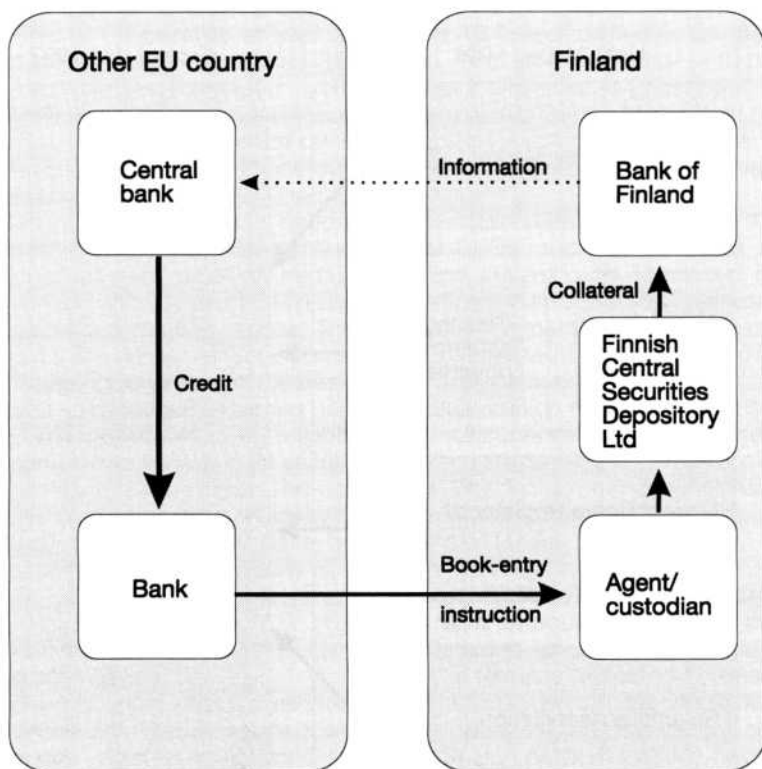 Other EU country
Finland
Central
bank
Information
Bank of
Finland
Collateral
Credit
Finnish
Central
Securities
Depository
Ltd
Bank
Book-entry
instruction
Agent/
custodian